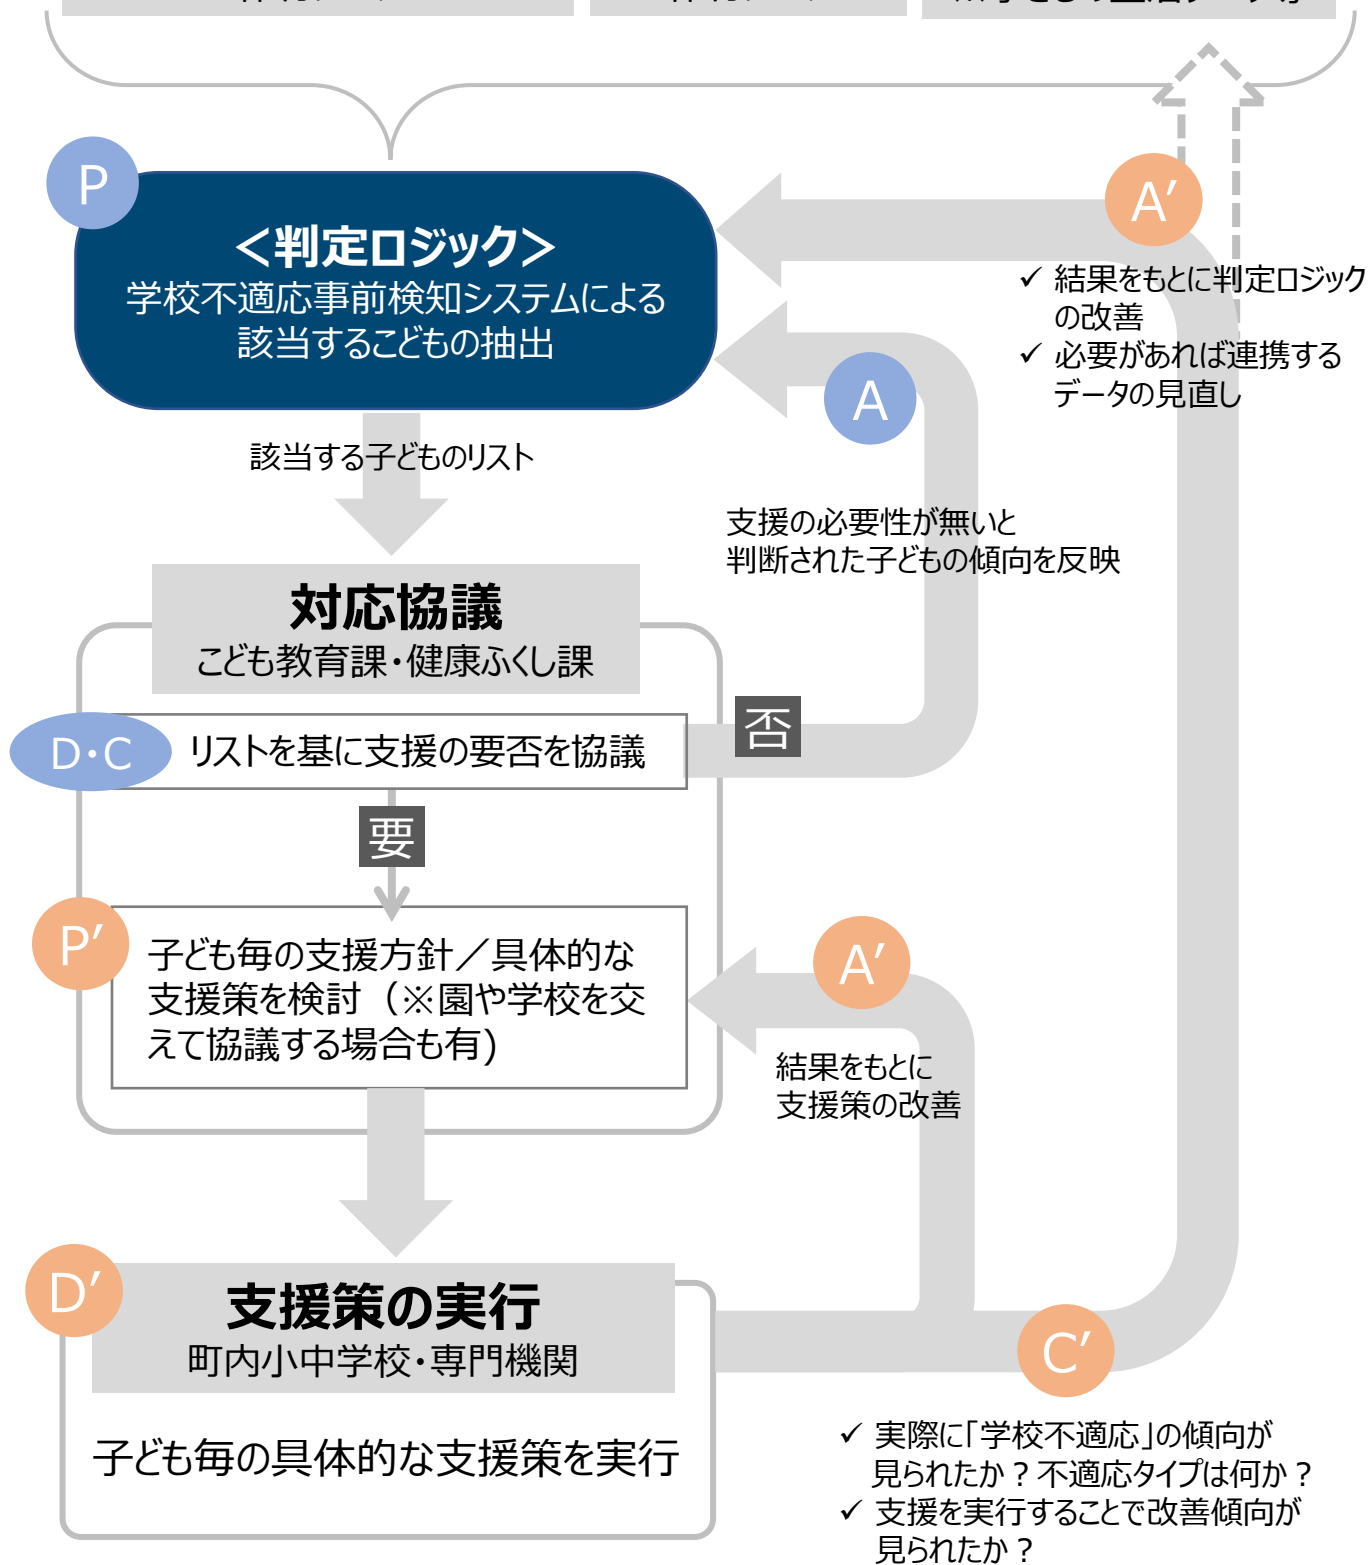 P
＜判定ロジック＞
学校不適応事前検知システムによる
該当するこどもの抽出
A′
✓ 結果をもとに判定ロジック
の改善
✓ 必要があれば連携する
データの見直し
A
該当する子どものリスト
支援の必要性が無いと
判断された子どもの傾向を反映
対応協議
こども教育課・健康ふくし課
D・C
リストを基に支援の要否を協議
否
要
P′
子ども毎の支援方針／具体的な
支援策を検討（※園や学校を交
えて協議する場合も有)
A′
結果をもとに
支援策の改善
D′
支援策の実行
町内小中学校・専門機関
子ども毎の具体的な支援策を実行
C′
✓ 実際に「学校不適応」の傾向が
見られたか？不適応タイプは何か？
✓ 支援を実行することで改善傾向が
見られたか？